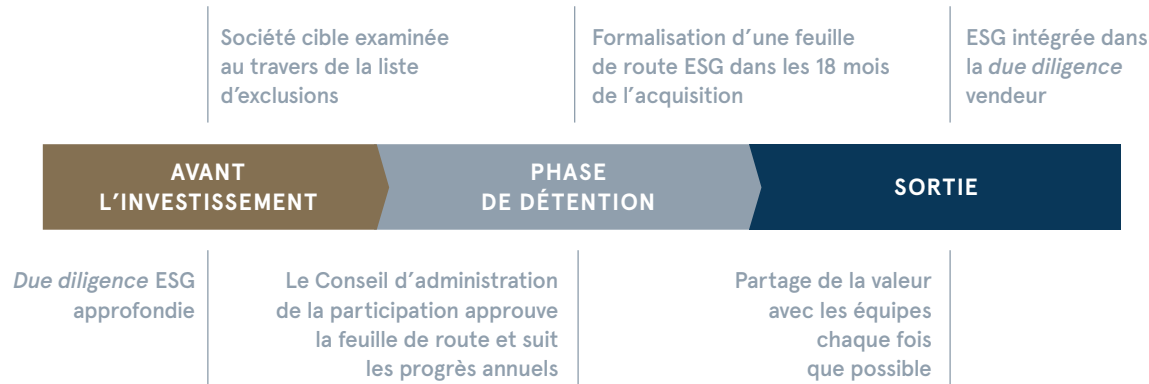 Société cible examinée
au travers de la liste
d’exclusions
Formalisation d’une feuille
de route ESG dans les 18 mois
de l’acquisition
ESG intégrée dans
la due diligence
vendeur
AVANT
L’INVESTISSEMENT
PHASE
DE DÉTENTION
SORTIE
Due diligence ESG
approfondie
Le Conseil d’administration
de la participation approuve
la feuille de route et suit
les progrès annuels
Partage de la valeur
avec les équipes
chaque fois
que possible